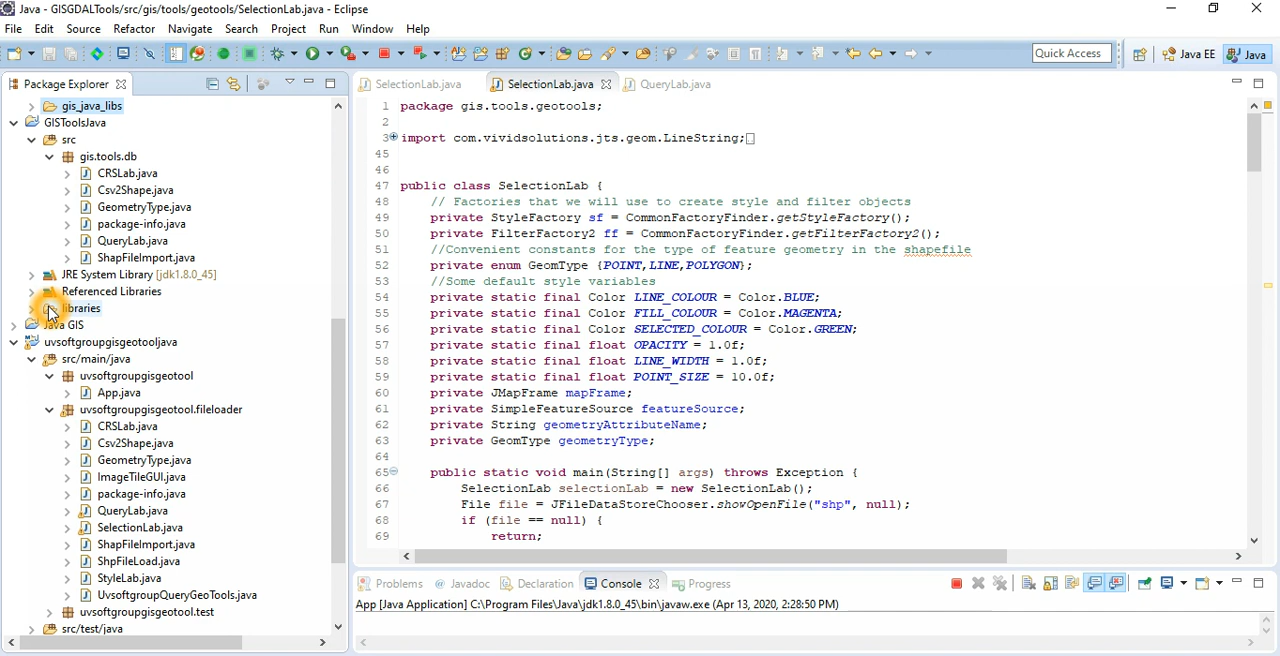 Java - GISGDALTools/src/gis/tools/geotools/SelectionLab.java - Eclipse
File Edit Source Refactor Navigate Search Project Run Window Help
Quick Access Java EE Java
Package Explorer
gis_java_libs
GISToolsJava
src
gis.tools.db
CRSLab.java
Csv2Shape.java
GeometryType.java
package-info.java
QueryLab.java
ShapFileImport.java
JRE System Library [jdk1.8.0_45]
Referenced Libraries
libraries
Java GIS
uvsoftgroupgisgeotooljava
src/main/java
uvsoftgroupgisgeotool
App.java
uvsoftgroupgisgeotool.fileloader
CRSLab.java
Csv2Shape.java
GeometryType.java
ImageTileGUI.java
package-info.java
QueryLab.java
SelectionLab.java
ShapFileImport.java
ShpFileLoad.java
StyleLab.java
UvsoftgroupQueryGeoTools.java
uvsoftgroupgisgeotool.test
src/test/java
SelectionLab.java SelectionLab.java QueryLab.java
1 package gis.tools.geotools;
2
3 import com.vividsolutions.jts.geom.LineString;
45
46
47 public class SelectionLab {
48 // Factories that we will use to create style and filter objects
49 private StyleFactory sf = CommonFactoryFinder.getStyleFactory();
50 private FilterFactory2 ff = CommonFactoryFinder.getFilterFactory2();
51 //Convenient constants for the type of feature geometry in the shapefile
52 private enum GeomType {POINT,LINE,POLYGON};
53 //Some default style variables
54 private static final Color LINE_COLOUR = Color.BLUE;
55 private static final Color FILL_COLOUR = Color.MAGENTA;
56 private static final Color SELECTED_COLOUR = Color.GREEN;
57 private static final float OPACITY = 1.0f;
58 private static final float LINE_WIDTH = 1.0f;
59 private static final float POINT_SIZE = 10.0f;
60 private JMapFrame mapFrame;
61 private SimpleFeatureSource featureSource;
62 private String geometryAttributeName;
63 private GeomType geometryType;
64
65 public static void main(String[] args) throws Exception {
66 SelectionLab selectionLab = new SelectionLab();
67 File file = JFileDataStoreChooser.showOpenFile("shp", null);
68 if (file == null) {
69 return;
Problems Javadoc Declaration Console Progress
App [Java Application] C:\Program Files\Java\jdk1.8.0_45\bin\javaw.exe (Apr 13, 2020, 2:28:50 PM)